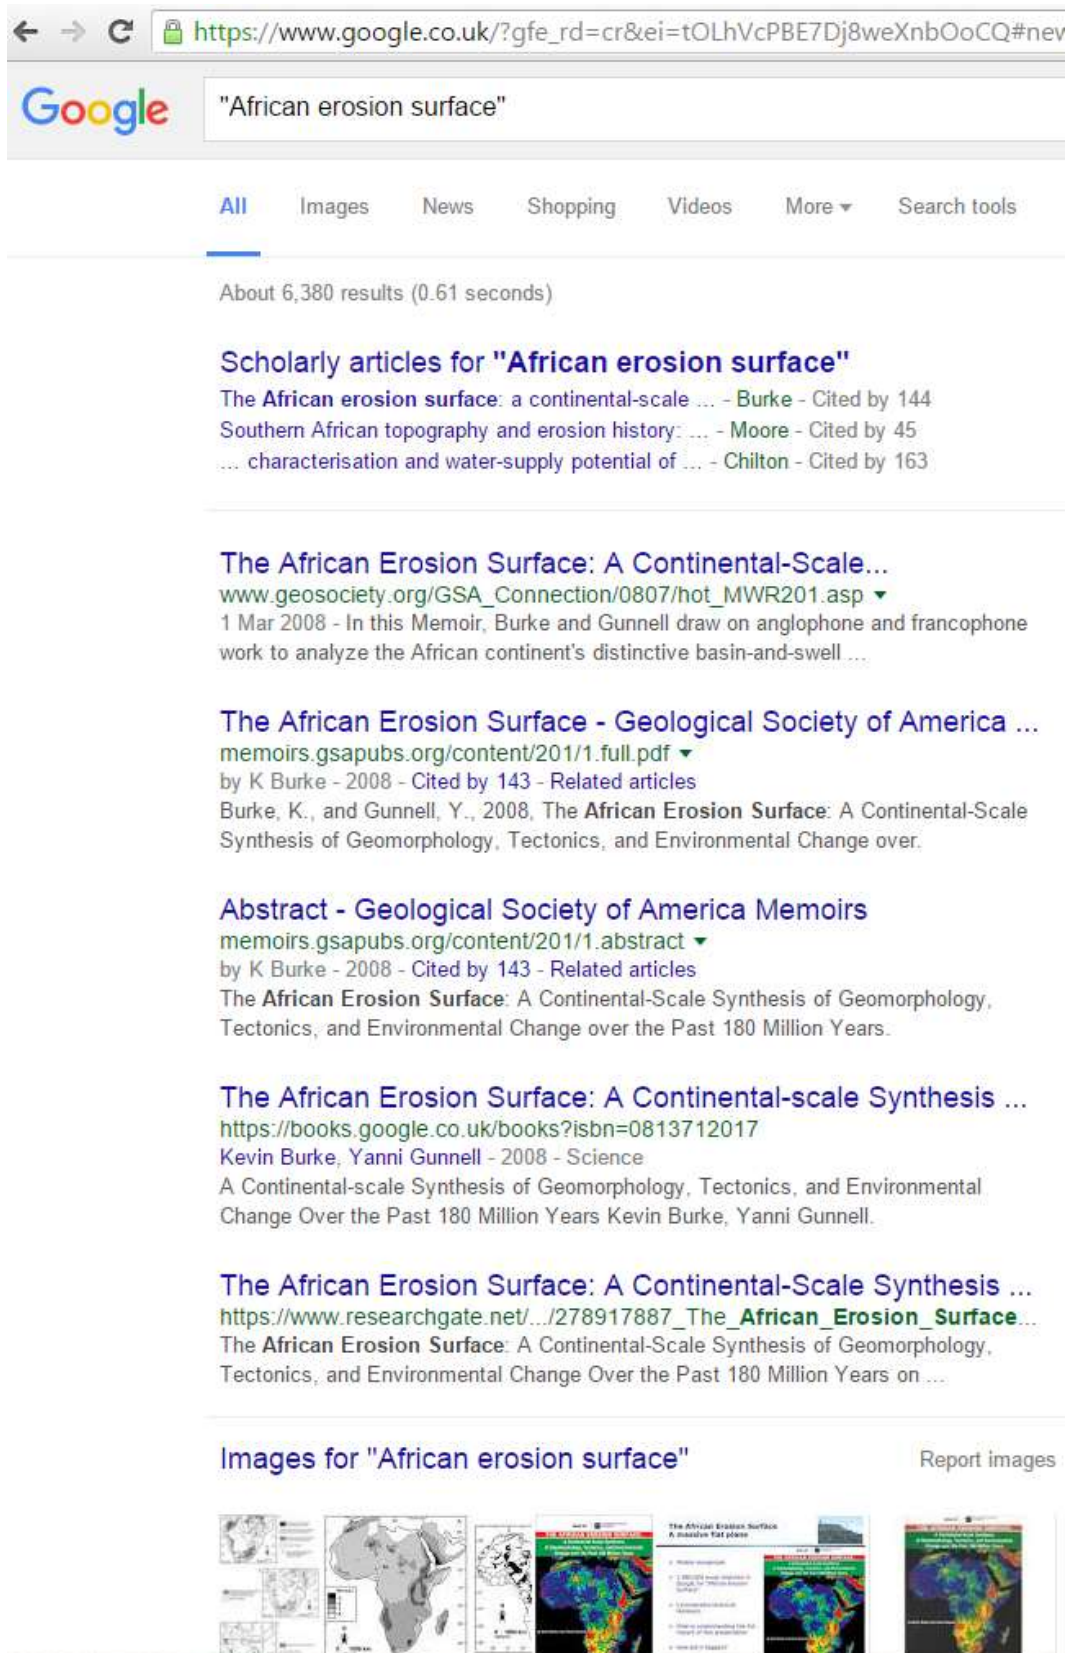 https://www.google.co.uk/?gfe_rd=cr&ei=tOLhVcPBE7Dj8weXnbOoCQ#new
Google
"African erosion surface"
All Images News Shopping Videos More Search tools
About 6,380 results (0.61 seconds)
Scholarly articles for "African erosion surface"
The African erosion surface: a continental-scale ... - Burke - Cited by 144
Southern African topography and erosion history: ... - Moore - Cited by 45
... characterisation and water-supply potential of ... - Chilton - Cited by 163
The African Erosion Surface: A Continental-Scale...
www.geosociety.org/GSA_Connection/0807/hot_MWR201.asp
1 Mar 2008 - In this Memoir, Burke and Gunnell draw on anglophone and francophone
work to analyze the African continent's distinctive basin-and-swell ...
The African Erosion Surface - Geological Society of America ...
memoirs.gsapubs.org/content/201/1.full.pdf
by K Burke - 2008 - Cited by 143 - Related articles
Burke, K., and Gunnell, Y., 2008, The African Erosion Surface: A Continental-Scale
Synthesis of Geomorphology, Tectonics, and Environmental Change over.
Abstract - Geological Society of America Memoirs
memoirs.gsapubs.org/content/201/1.abstract
by K Burke - 2008 - Cited by 143 - Related articles
The African Erosion Surface: A Continental-Scale Synthesis of Geomorphology,
Tectonics, and Environmental Change over the Past 180 Million Years.
The African Erosion Surface: A Continental-scale Synthesis ...
https://books.google.co.uk/books?isbn=0813712017
Kevin Burke, Yanni Gunnell - 2008 - Science
A Continental-scale Synthesis of Geomorphology, Tectonics, and Environmental
Change Over the Past 180 Million Years Kevin Burke, Yanni Gunnell.
The African Erosion Surface: A Continental-Scale Synthesis ...
https://www.researchgate.net/.../278917887_The_African_Erosion_Surface...
The African Erosion Surface: A Continental-Scale Synthesis of Geomorphology,
Tectonics, and Environmental Change Over the Past 180 Million Years on ...
Images for "African erosion surface" Report images
The African Erosion Surface
A massive flat plane